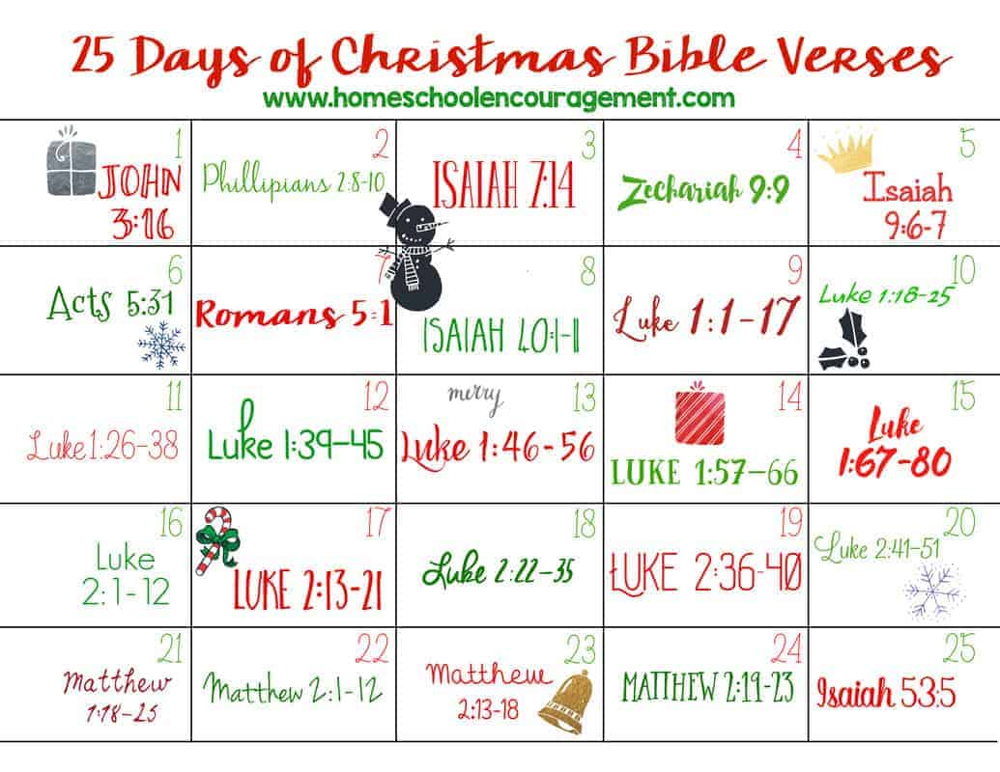 25 Days of Christmas Bible Verses
www.homeschoolencouragement.com
1
JOHN
3:16
2
Phillipians 2:8-10
3
ISAIAH 7:14
4
Zechariah 9:9
5
Isaiah
9:6-7
6
Acts 5:31
7
Romans 5:1
8
ISAIAH 40:1-11
9
Luke 1:1-17
10
Luke 1:18-25
11
Luke 1:26-38
12
Luke 1:39-45
merry
13
Luke 1:46-56
14
LUKE 1:57-66
15
Luke
1:67-80
16
Luke
2:1-12
17
LUKE 2:13-21
18
Luke 2:22-35
19
LUKE 2:36-40
20
Luke 2:41-51
21
Matthew
1:18-25
22
Matthew 2:1-12
23
Matthew
2:13-18
24
MATTHEW 2:19-23
25
Isaiah 53:5